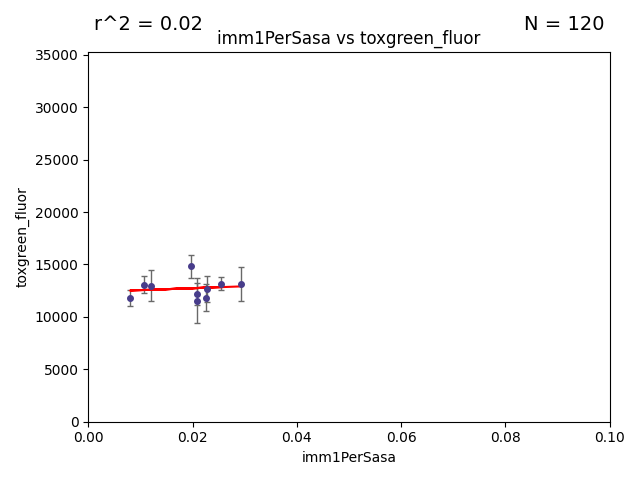 r^2 = 0.02
N = 120
imm1PerSasa vs toxgreen_fluor
toxgreen_fluor
35000
30000
25000
20000
15000
10000
5000
0
0.00
0.02
0.04
0.06
0.08
0.10
imm1PerSasa